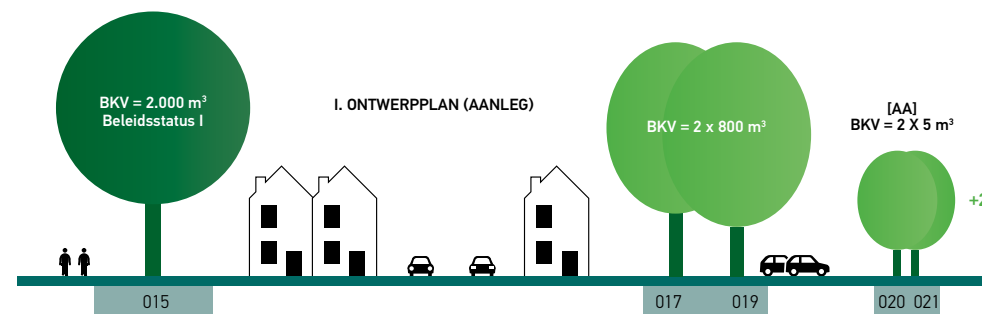 BKV = 2.000 m³
Beleidsstatus I
I. ONTWERPPLAN (AANLEG)
BKV = 2 x 800 m³
[AA]
BKV = 2 X 5 m³
+2
015
017
019
020
021